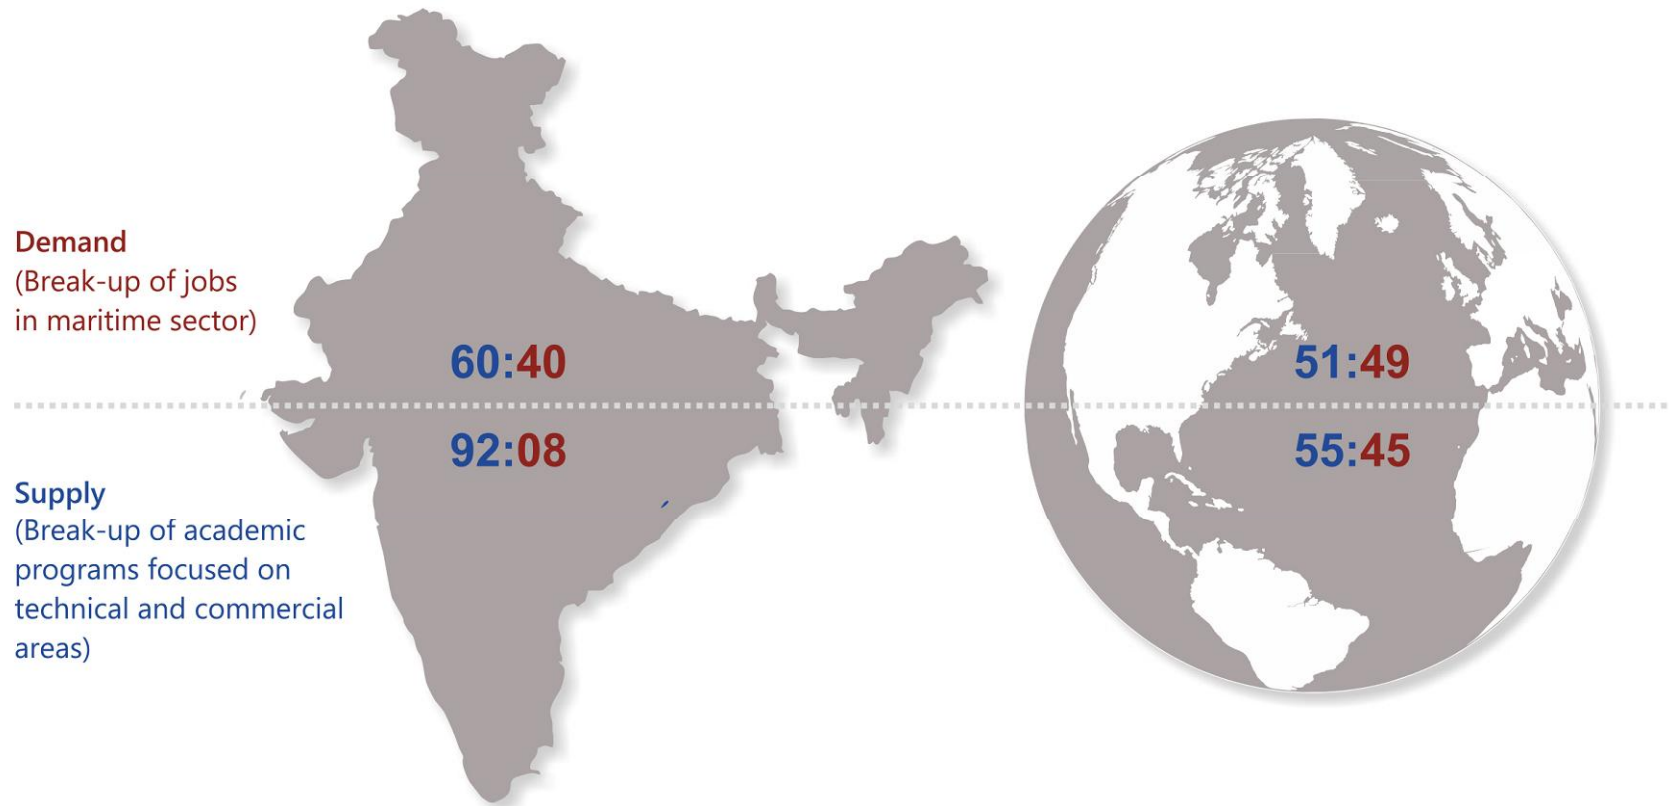 Demand
(Break-up of jobs
in maritime sector)
60:40
51:49
92:08
55:45
Supply
(Break-up of academic
programs focused on
technical and commercial
areas)